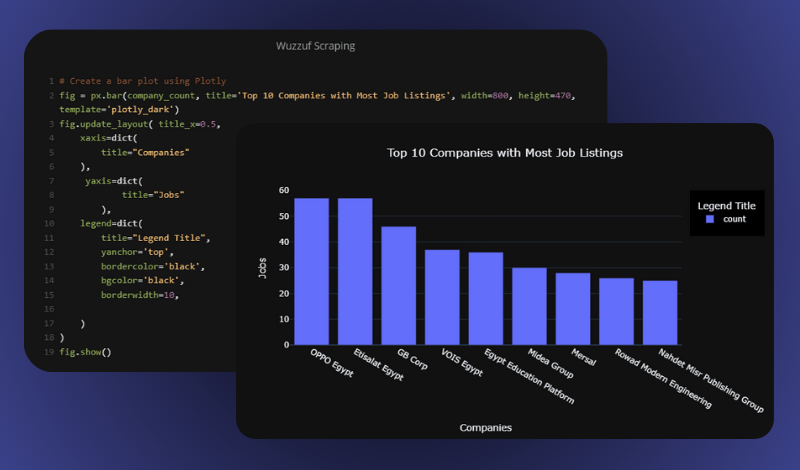 Wuzzuf Scraping
1 # Create a bar plot using Plotly
2 fig = px.bar(company_count, title='Top 10 Companies with Most Job Listings', width=800, height=470,
template='plotly_dark')
3 fig.update_layout( title_x=0.5,
4 xaxis=dict(
5 title="Companies"
6 ),
7 yaxis=dict(
8 title="Jobs"
9 ),
10 legend=dict(
11 title="Legend Title",
12 yanchor='top',
13 bordercolor='black',
14 bgcolor='black',
15 borderwidth=10,
16
17 )
18 )
19 fig.show()
Top 10 Companies with Most Job Listings
Legend Title
count
Jobs
60
50
40
30
20
10
0
OPPO Egypt
Etisalat Egypt
GB Corp
VOIS Egypt
Egypt Education Platform
Midea Group
Mersal
Rowad Modern Engineering
Nahdet Misr Publishing Group
Companies